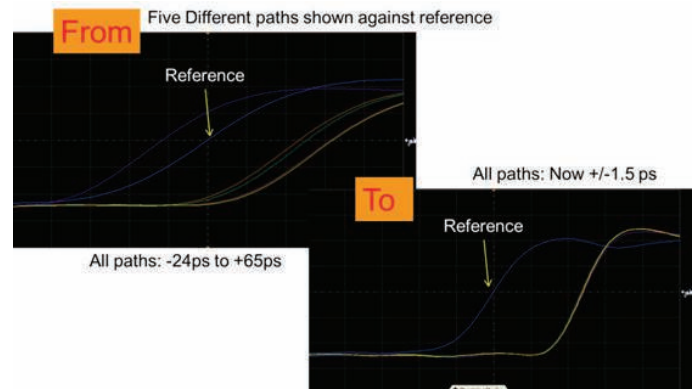 Five Different paths shown against reference
From
Reference
All paths: -24ps to +65ps
All paths: Now +/-1.5 ps
To
Reference